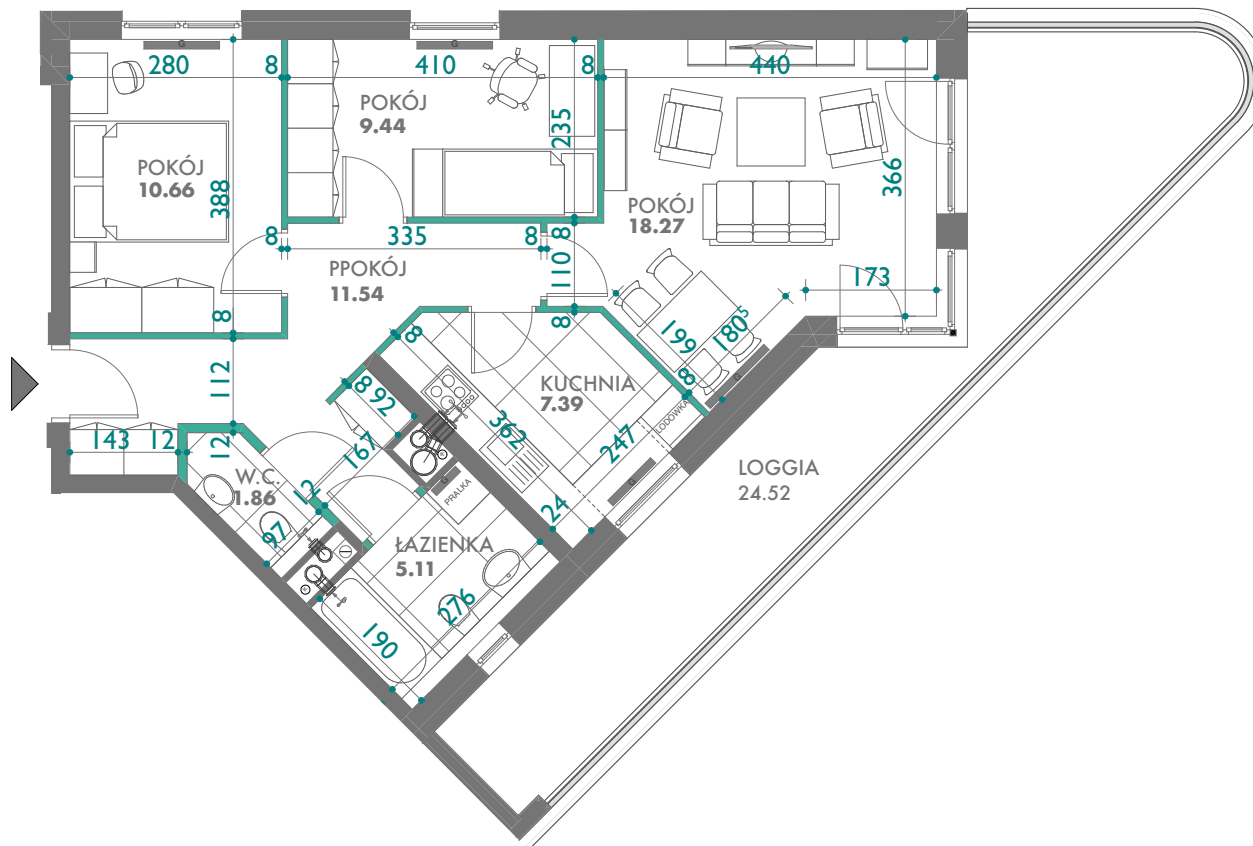 G
G
280
8
410
8
440
POKÓJ
9.44
235
POKÓJ
10.66
388
366
POKÓJ
18.27
8
335
8
8
PPOKÓJ
11.54
110
173
8
8
8
199
180⁵
112
8
92
KUCHNIA
7.39
8
G
LODÓWKA
143
12
12
167
362
247
W.C.
1.86
G
PRALKA
G
LOGGIA
24.52
12
24
97
ŁAZIENKA
5.11
276
190